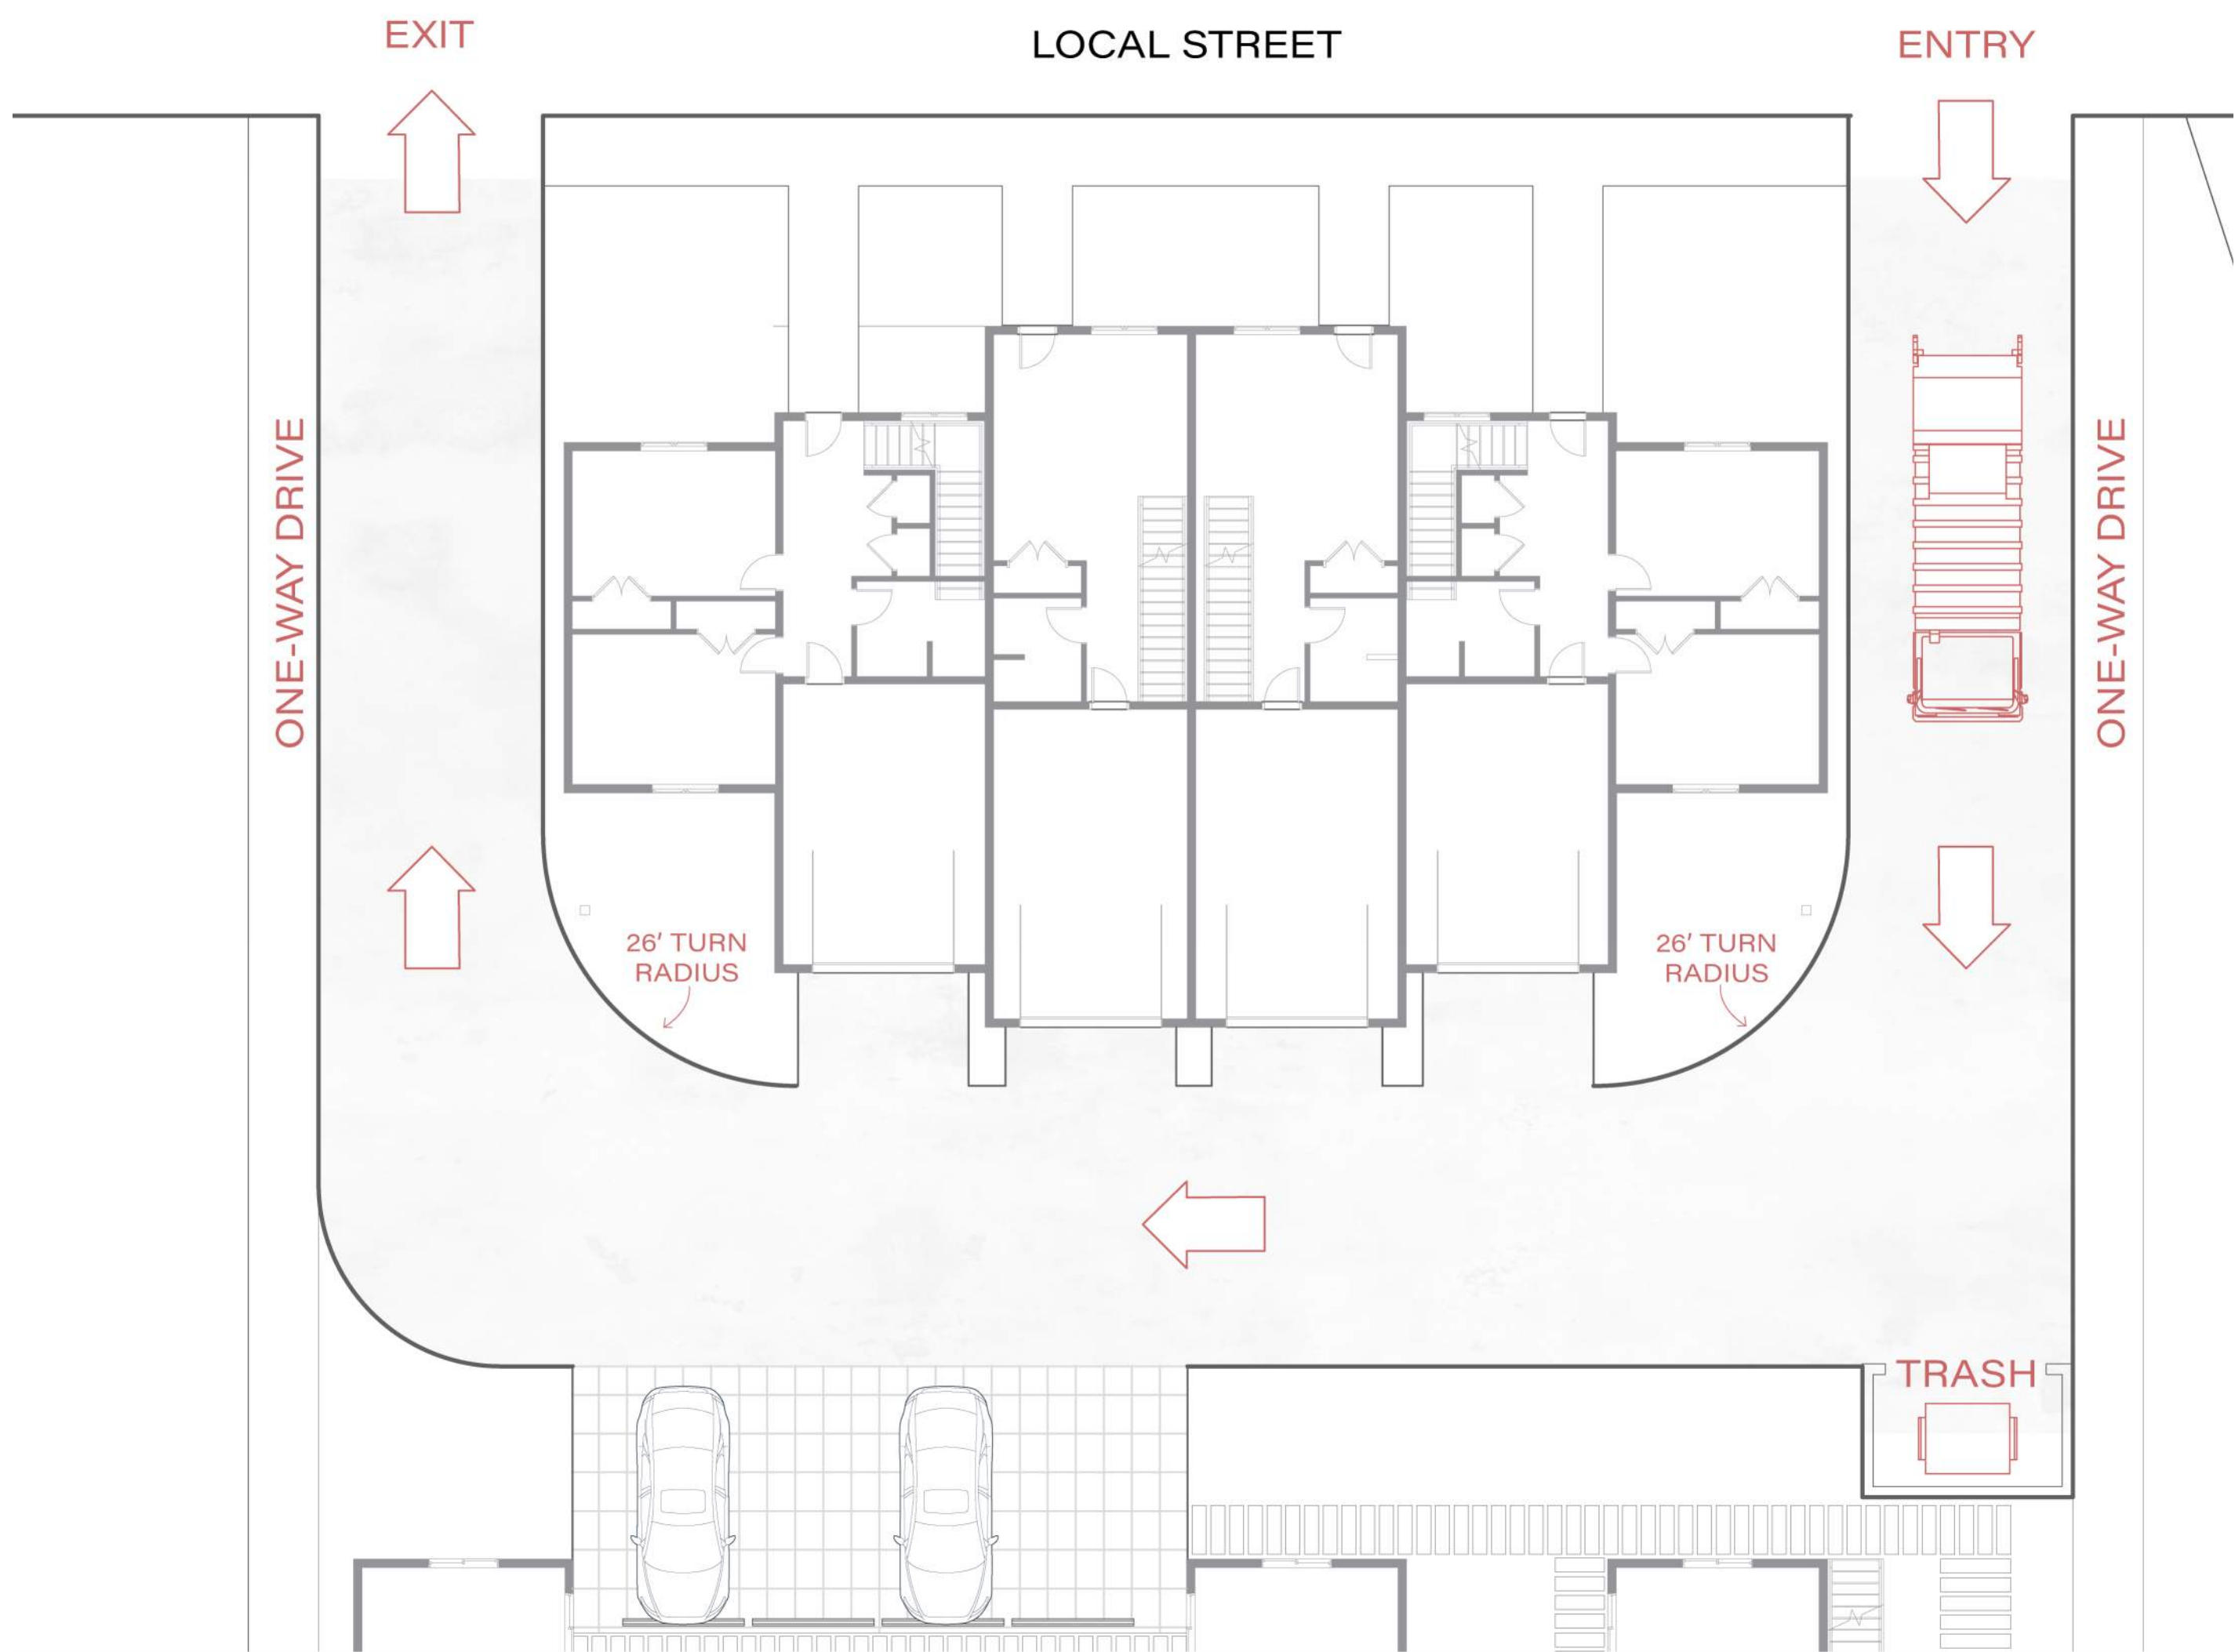 EXIT
LOCAL STREET
ENTRY
ONE-WAY DRIVE
ONE-WAY DRIVE
26' TURN
RADIUS
26' TURN
RADIUS
TRASH